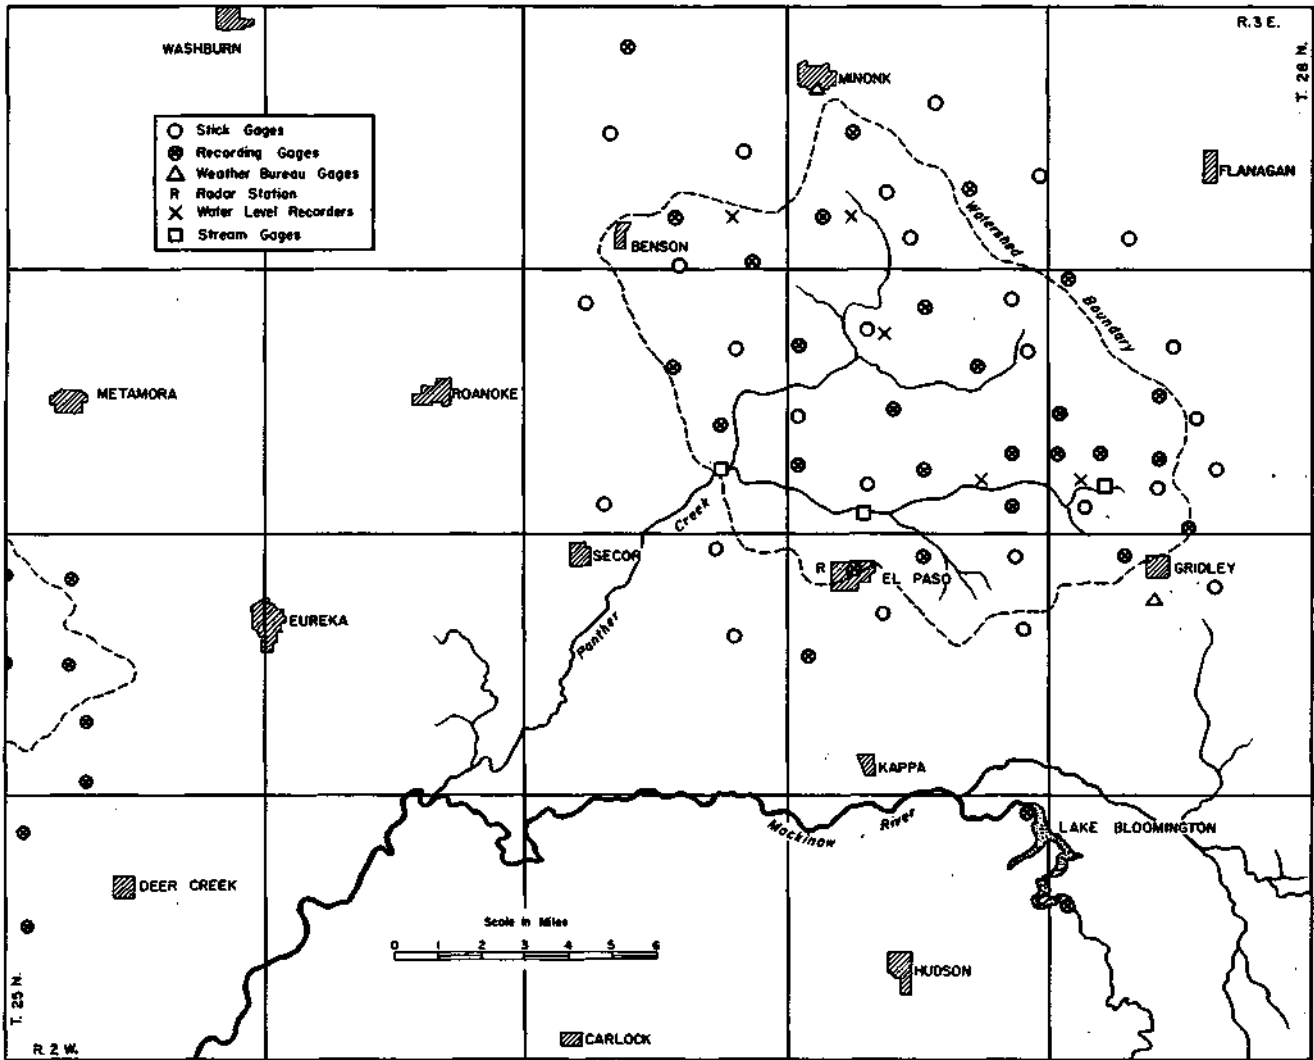 R. 3 E.
WASHBURN
T. 28 N.
MINONK
Stick Gages
Recording Gages
Weather Bureau Gages
R Radar Station
Water Level Recorders
Stream Gages
FLANAGAN
Watershed
BENSON
Boundary
METAMORA
ROANOKE
Creek
SECOR
R
EL PASO
GRIDLEY
EUREKA
Panther
KAPPA
Mackinaw River
LAKE BLOOMINGTON
DEER CREEK
Scale in Miles
0 1 2 3 4 5 6
HUDSON
T. 25 N.
CARLOCK
R. 2 W.